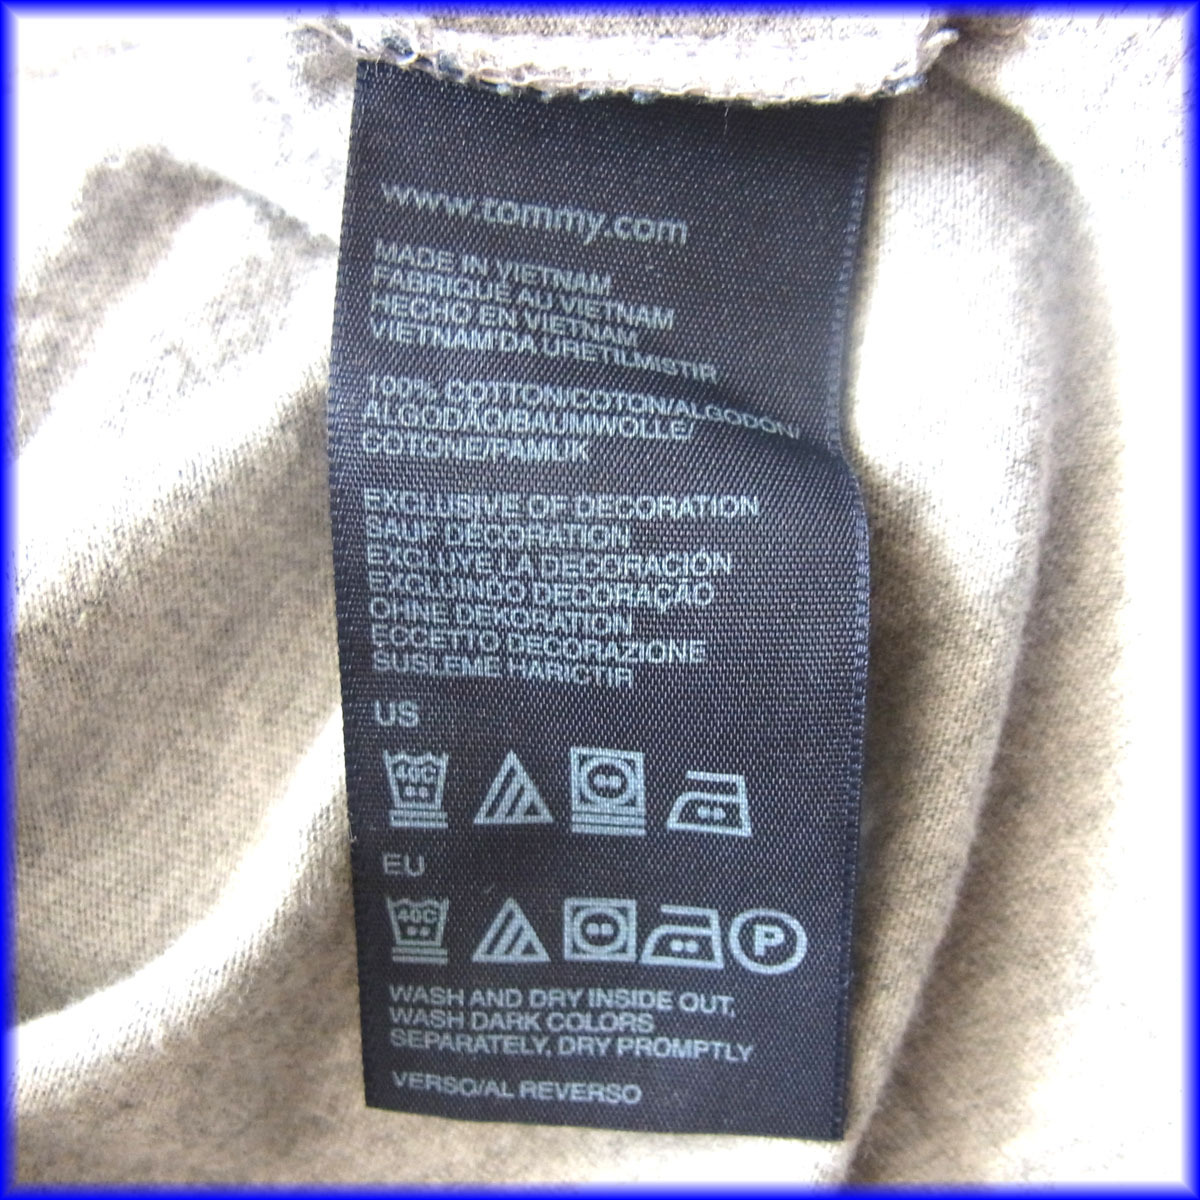 www.tommy.com
MADE IN VIETNAM
FABRIQUE AU VIETNAM
HECHO EN VIETNAM
VIETNAM'DA URETILMISTIR
100% COTTON/COTON/ALGODON/
ALGODÃO/BAUMWOLLE/
COTONE/PAMUK
EXCLUSIVE OF DECORATION
SAUF DÉCORATION
EXCLUYE LA DECORACIÓN
EXCLUINDO DECORAÇÃO
OHNE DEKORATION
ECCETTO DECORAZIONE
SUSLEME HARICTIR
US
40C
EU
40C
P
WASH AND DRY INSIDE OUT,
WASH DARK COLORS
SEPARATELY, DRY PROMPTLY
VERSO/AL REVERSO